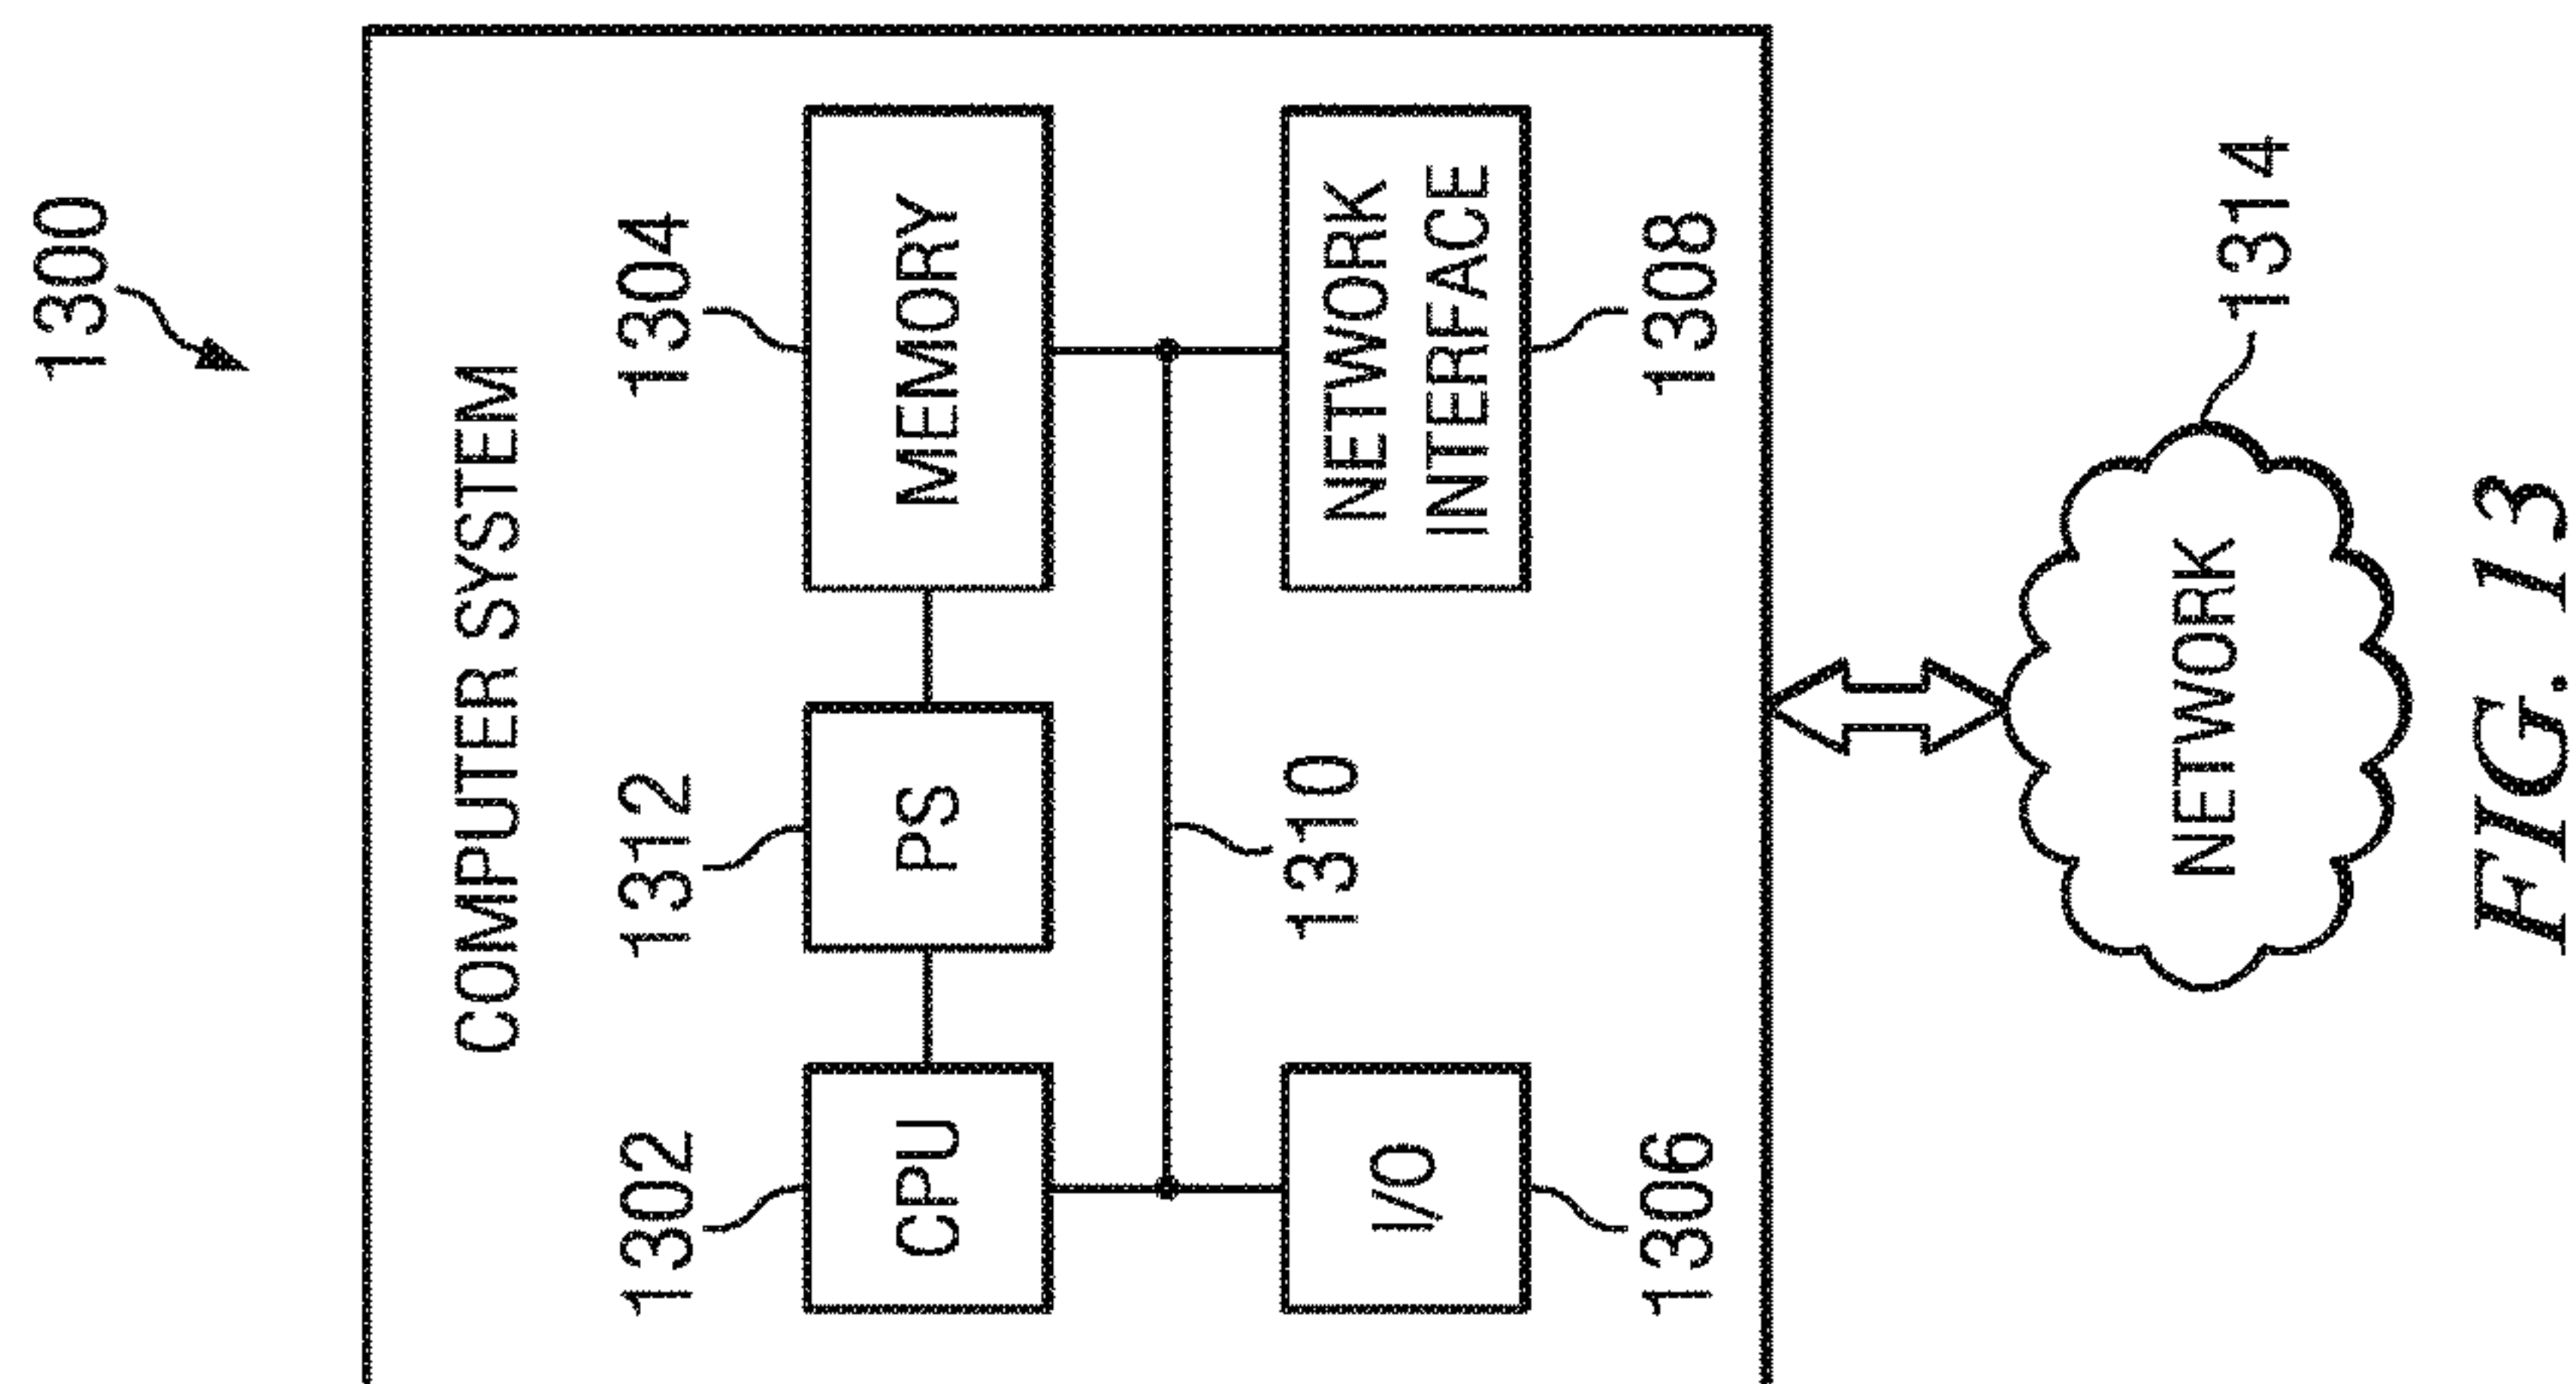 1300
COMPUTER SYSTEM
1302
1312
1304
CPU
PS
MEMORY
1310
I/O
NETWORK
INTERFACE
1306
1308
NETWORK
1314
FIG. 13